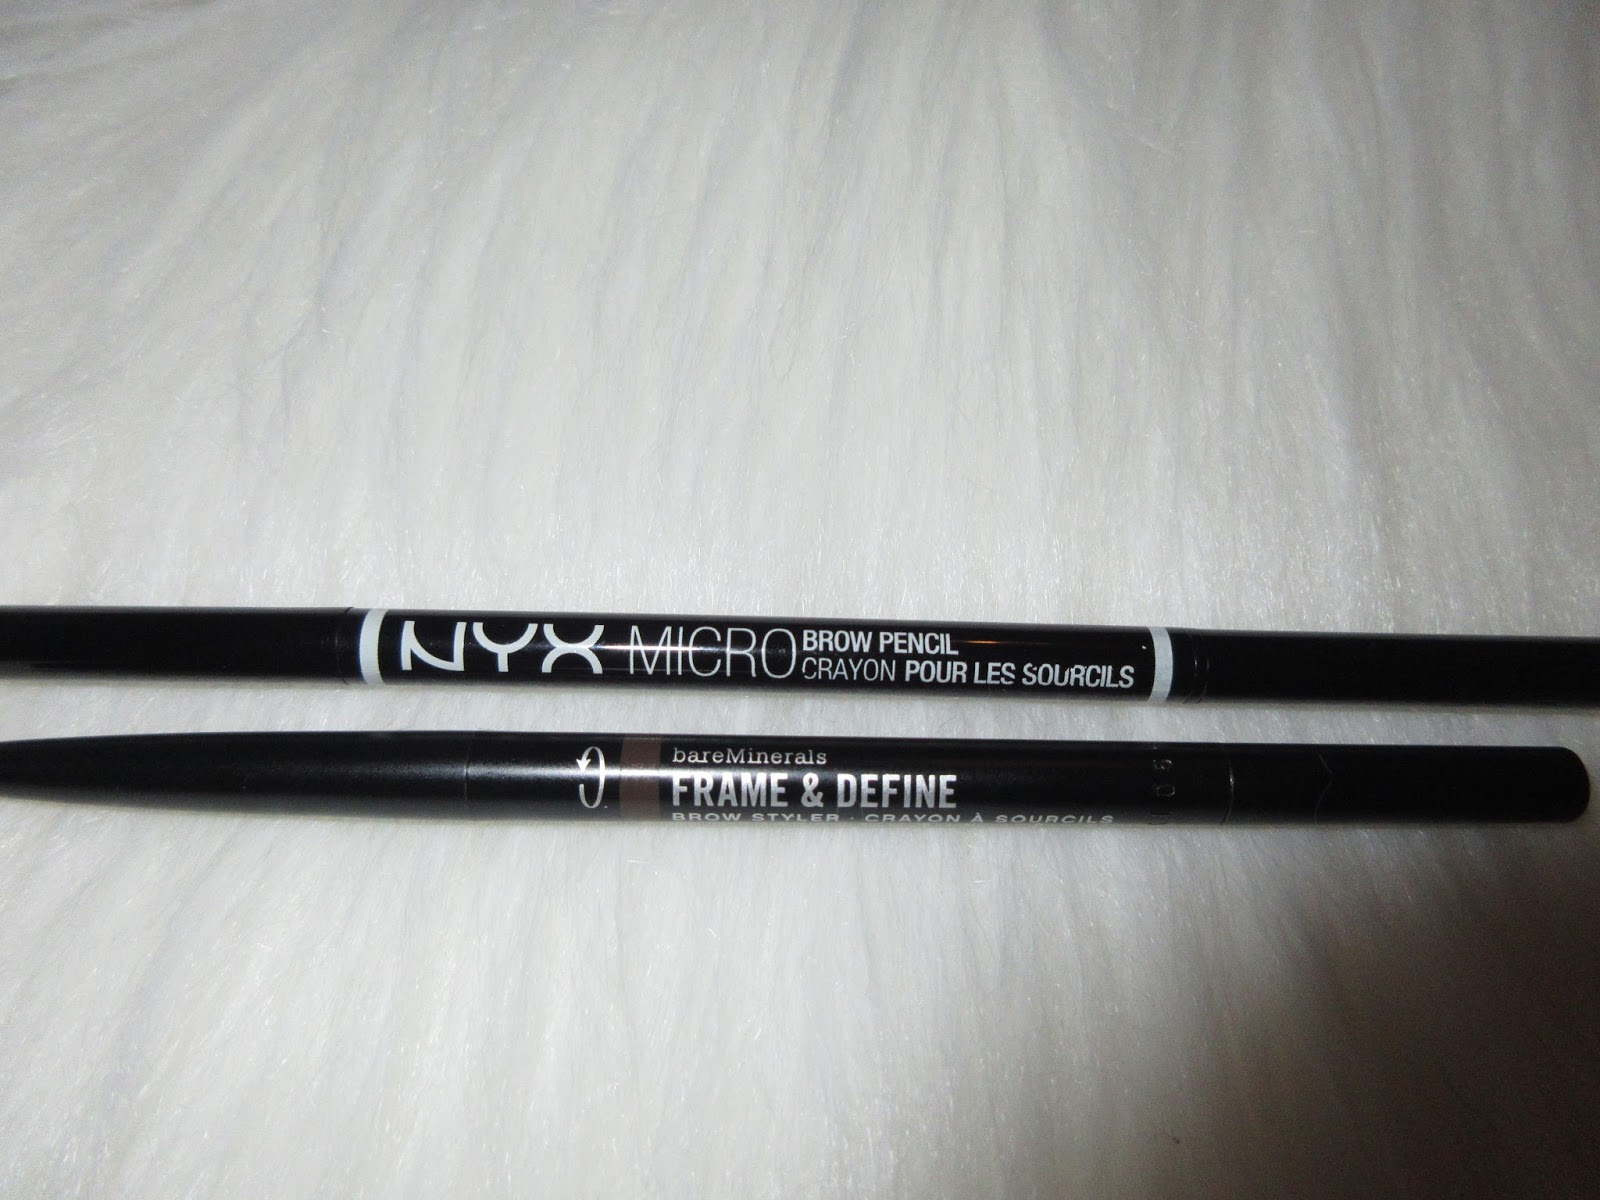 NYX MICRO BROW PENCIL
CRAYON POUR LES SOURCILS
bareMinerals
FRAME & DEFINE
BROW STYLER · CRAYON À SOURCILS